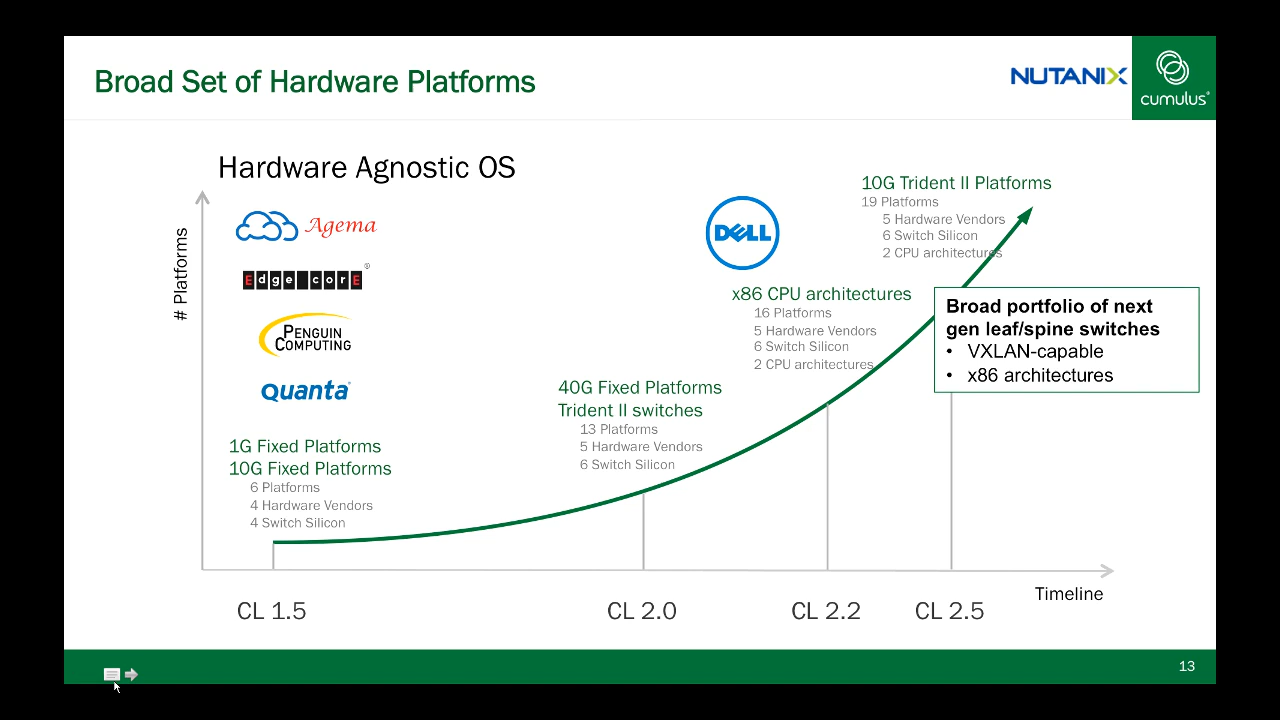 Broad Set of Hardware Platforms
NUTANIX
cumulus®
Hardware Agnostic OS
# Platforms
Agema
Edge corE®
PENGUIN
COMPUTING
Quanta
1G Fixed Platforms
10G Fixed Platforms
6 Platforms
4 Hardware Vendors
4 Switch Silicon
40G Fixed Platforms
Trident II switches
13 Platforms
5 Hardware Vendors
6 Switch Silicon
DELL
x86 CPU architectures
16 Platforms
5 Hardware Vendors
6 Switch Silicon
2 CPU architectures
10G Trident II Platforms
19 Platforms
5 Hardware Vendors
6 Switch Silicon
2 CPU architectures
Broad portfolio of next
gen leaf/spine switches
• VXLAN-capable
• x86 architectures
Timeline
CL 1.5
CL 2.0
CL 2.2
CL 2.5
13